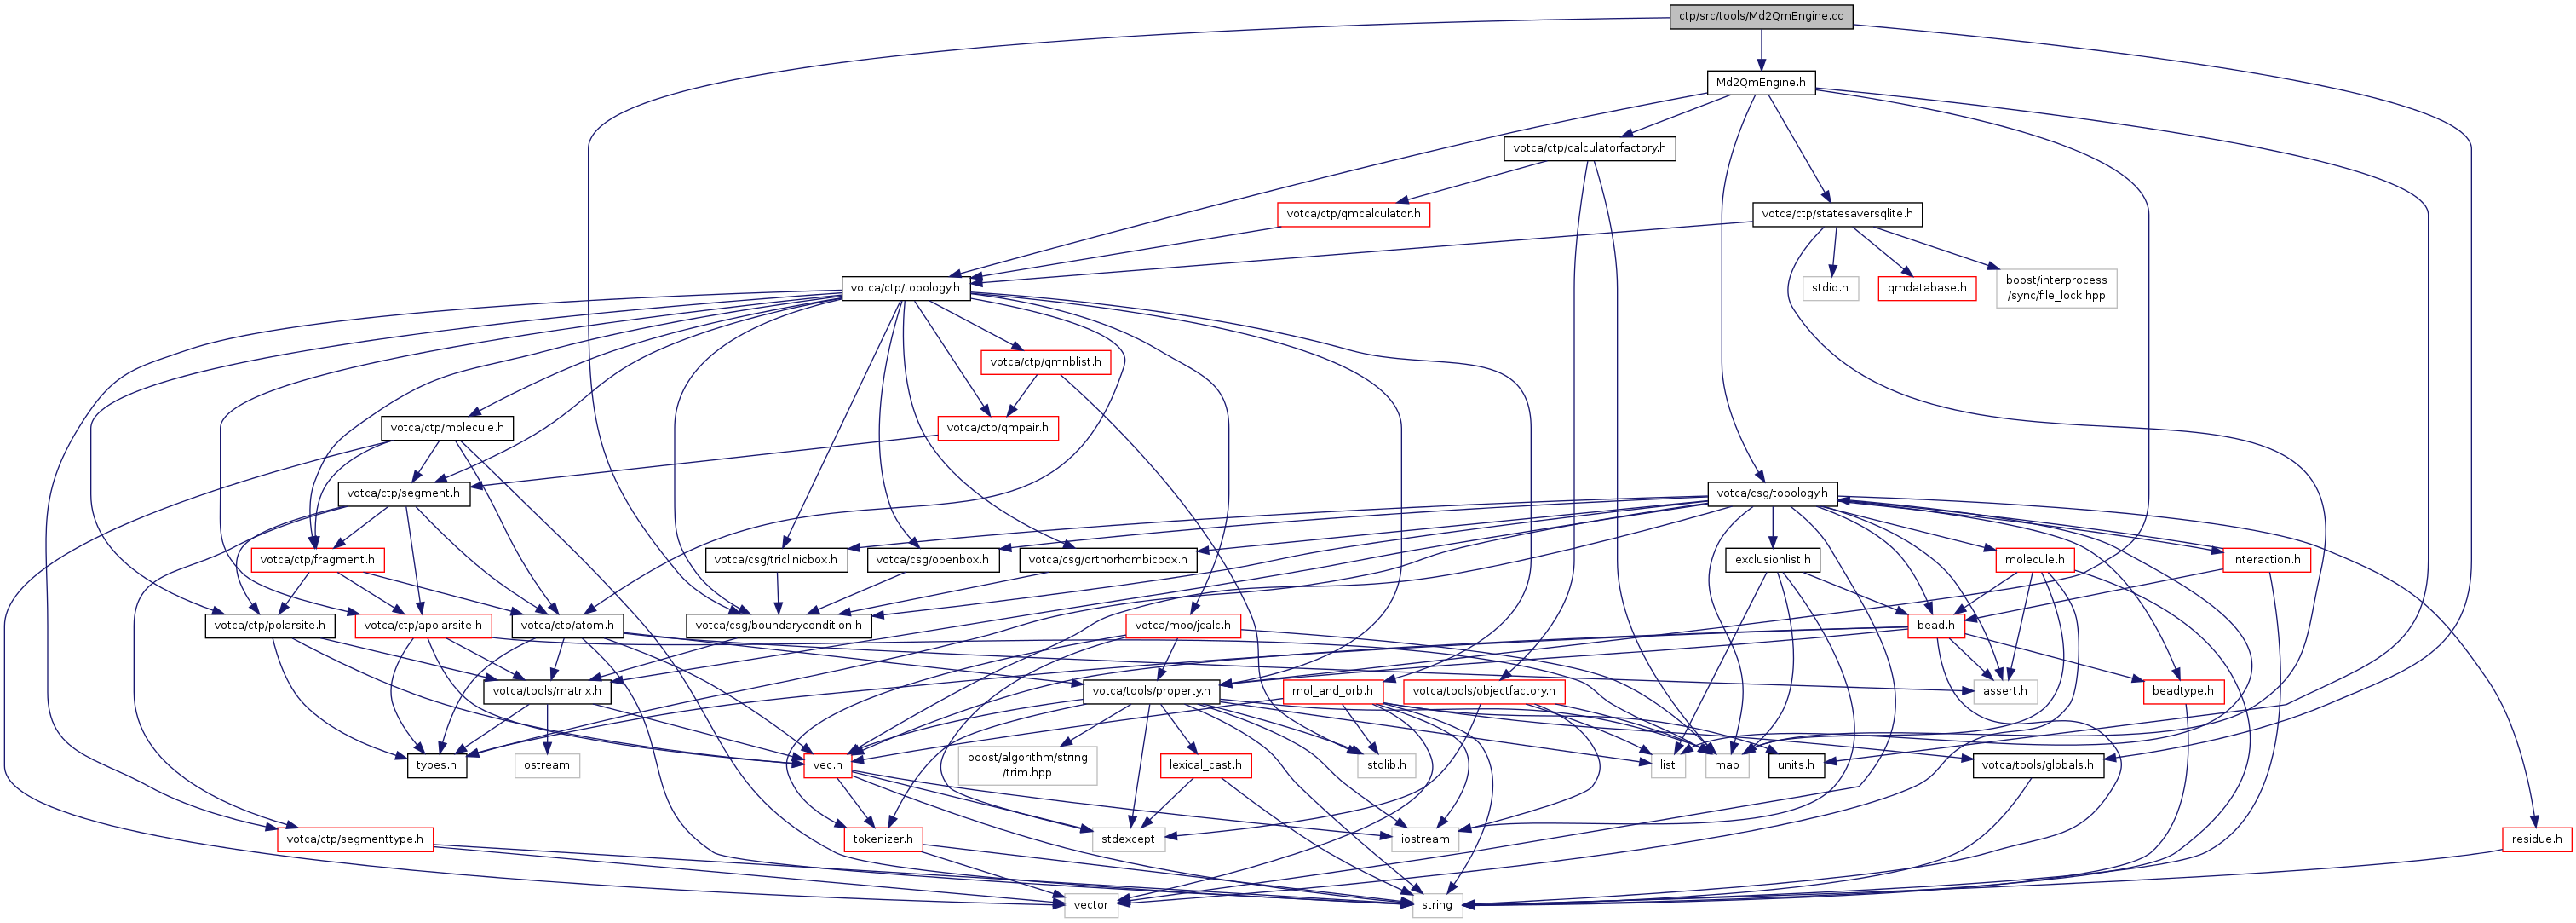 ctp/src/tools/Md2QmEngine.cc
Md2QmEngine.h
votca/ctp/calculatorfactory.h
votca/ctp/qmcalculator.h
votca/ctp/statesaversqlite.h
votca/ctp/topology.h
stdio.h
qmdatabase.h
boost/interprocess
/sync/file_lock.hpp
votca/ctp/qmnblist.h
votca/ctp/molecule.h
votca/ctp/qmpair.h
votca/ctp/segment.h
votca/csg/topology.h
votca/ctp/fragment.h
votca/csg/triclinicbox.h
votca/csg/openbox.h
votca/csg/orthorhombicbox.h
exclusionlist.h
molecule.h
interaction.h
votca/ctp/polarsite.h
votca/ctp/apolarsite.h
votca/ctp/atom.h
votca/csg/boundarycondition.h
votca/moo/jcalc.h
bead.h
votca/tools/matrix.h
votca/tools/property.h
mol_and_orb.h
votca/tools/objectfactory.h
assert.h
beadtype.h
types.h
ostream
vec.h
boost/algorithm/string
/trim.hpp
lexical_cast.h
stdlib.h
list
map
units.h
votca/tools/globals.h
votca/ctp/segmenttype.h
tokenizer.h
stdexcept
iostream
residue.h
vector
string